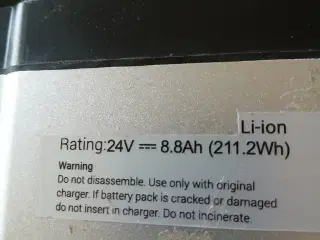 Li-ion
Rating:24V ⎓ 8.8Ah (211.2Wh)
Warning
Do not disassemble. Use only with original
charger. If battery pack is cracked or damaged
do not insert in charger. Do not incinerate.